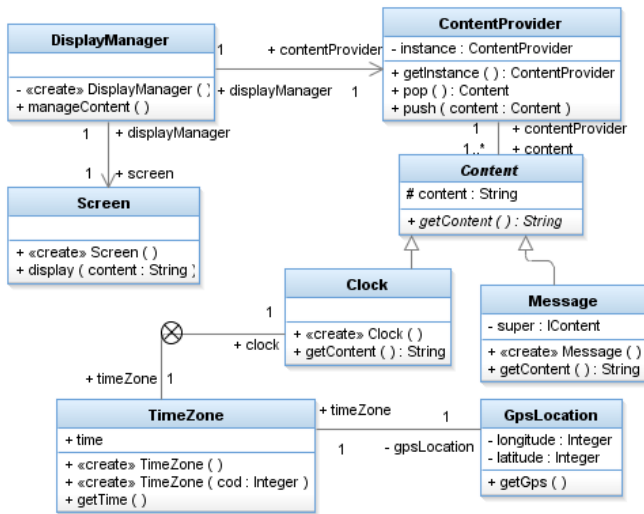 DisplayManager
- «create» DisplayManager ( )
+ manageContent ( )
1
+ contentProvider
+ displayManager
1
ContentProvider
- instance : ContentProvider
+ getInstance ( ) : ContentProvider
+ pop ( ) : Content
+ push ( content : Content )
1
+ displayManager
1
+ screen
1
+ contentProvider
1..*
+ content
Screen
+ «create» Screen ( )
+ display ( content : String )
Content
# content : String
+ getContent ( ) : String
Clock
+ «create» Clock ( )
+ getContent ( ) : String
Message
- super : IContent
+ «create» Message ( )
+ getContent ( ) : String
1
+ clock
+ timeZone
1
TimeZone
+ time
+ «create» TimeZone ( )
+ «create» TimeZone ( cod : Integer )
+ getTime ( )
+ timeZone
1
1
- gpsLocation
GpsLocation
- longitude : Integer
- latitude : Integer
+ getGps ( )